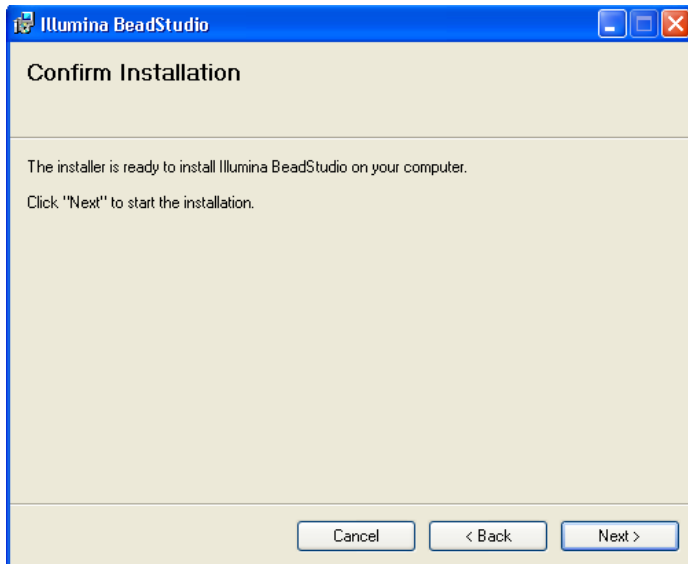 Illumina BeadStudio
Confirm Installation
The installer is ready to install Illumina BeadStudio on your computer.
Click "Next" to start the installation.
Cancel
< Back
Next >